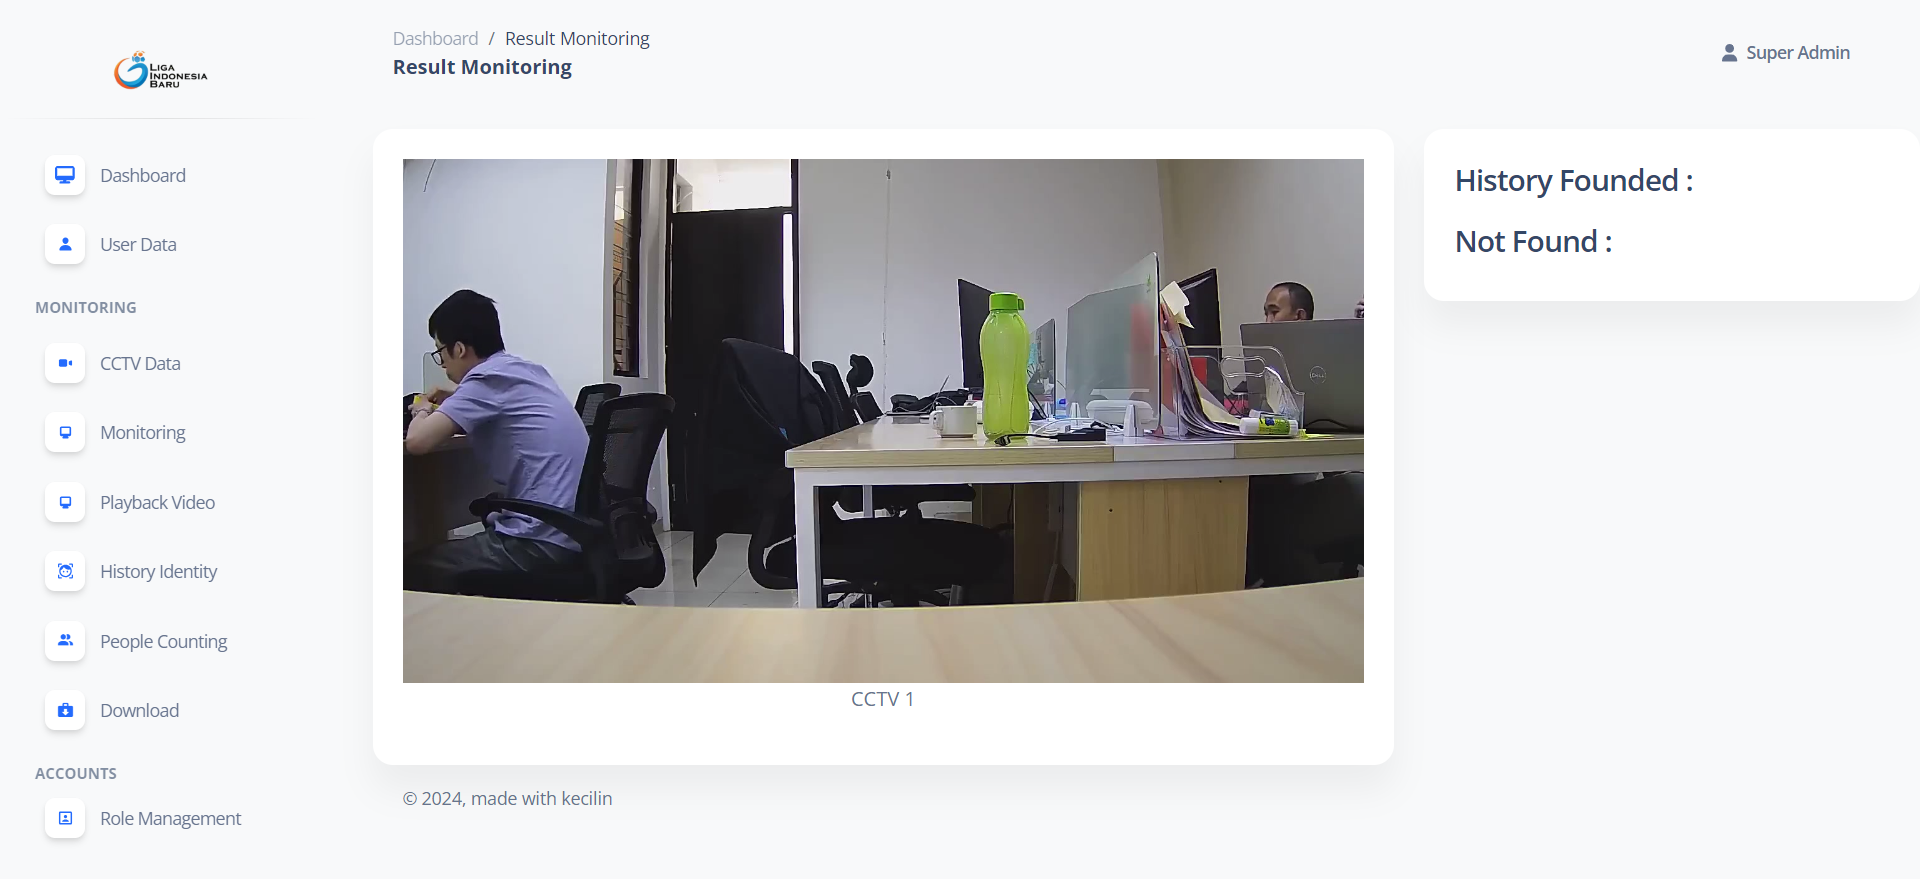 LIGA
INDONESIA
BARU
Dashboard
User Data
MONITORING
CCTV Data
Monitoring
Playback Video
History Identity
People Counting
Download
ACCOUNTS
Role Management
Dashboard / Result Monitoring
Result Monitoring
Super Admin
DELL
CCTV 1
© 2024, made with kecilin
History Founded :
Not Found :